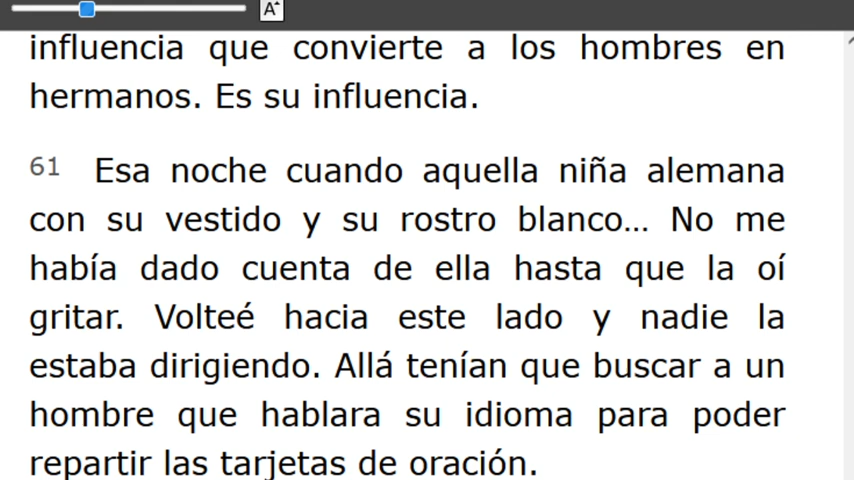 A
influencia que convierte a los hombres en
hermanos. Es su influencia.
61 Esa noche cuando aquella niña alemana
con su vestido y su rostro blanco... No me
había dado cuenta de ella hasta que la oí
gritar. Volteé hacia este lado y nadie la
estaba dirigiendo. Allá tenían que buscar a un
hombre que hablara su idioma para poder
repartir las tarjetas de oración.